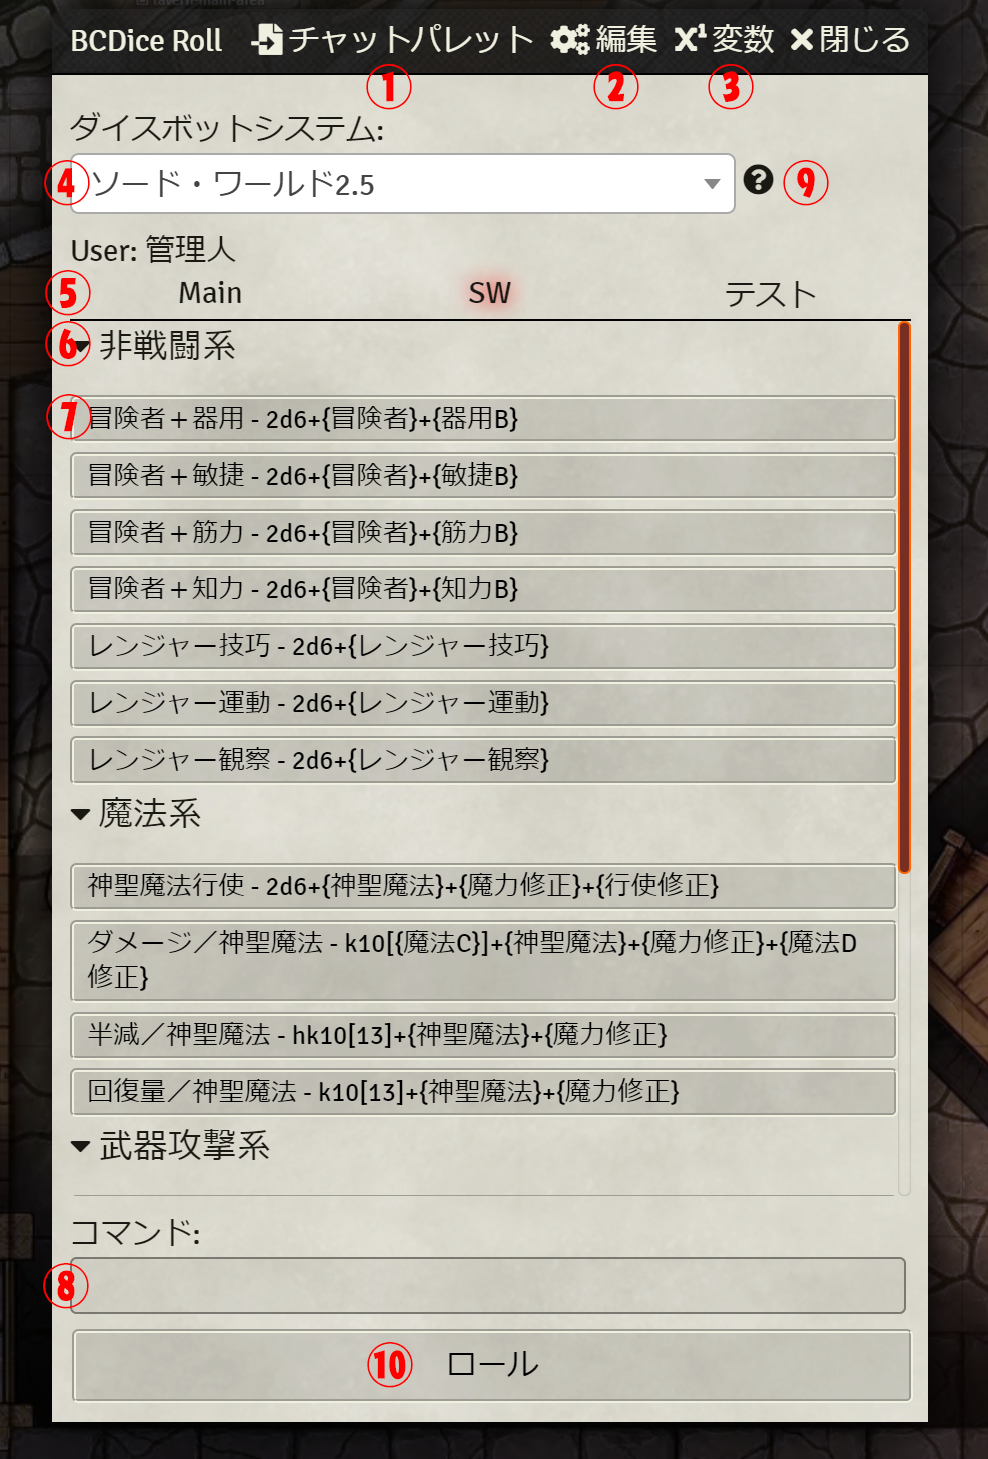 BCDice Roll チャットパレット 編集 X¹変数 ×閉じる
① ② ③
ダイスボットシステム:
④ ソード・ワールド2.5 ? ⑨
User: 管理人
⑤ Main SW テスト
⑥ 非戦闘系
⑦ 冒険者＋器用 - 2d6+{冒険者}+{器用B}
冒険者＋敏捷 - 2d6+{冒険者}+{敏捷B}
冒険者＋筋力 - 2d6+{冒険者}+{筋力B}
冒険者＋知力 - 2d6+{冒険者}+{知力B}
レンジャー技巧 - 2d6+{レンジャー技巧}
レンジャー運動 - 2d6+{レンジャー運動}
レンジャー観察 - 2d6+{レンジャー観察}
魔法系
神聖魔法行使 - 2d6+{神聖魔法}+{魔力修正}+{行使修正}
ダメージ／神聖魔法 - k10[{魔法C}]+{神聖魔法}+{魔力修正}+{魔法D
修正}
半減／神聖魔法 - hk10[13]+{神聖魔法}+{魔力修正}
回復量／神聖魔法 - k10[13]+{神聖魔法}+{魔力修正}
武器攻撃系
コマンド:
⑧
⑩ ロール